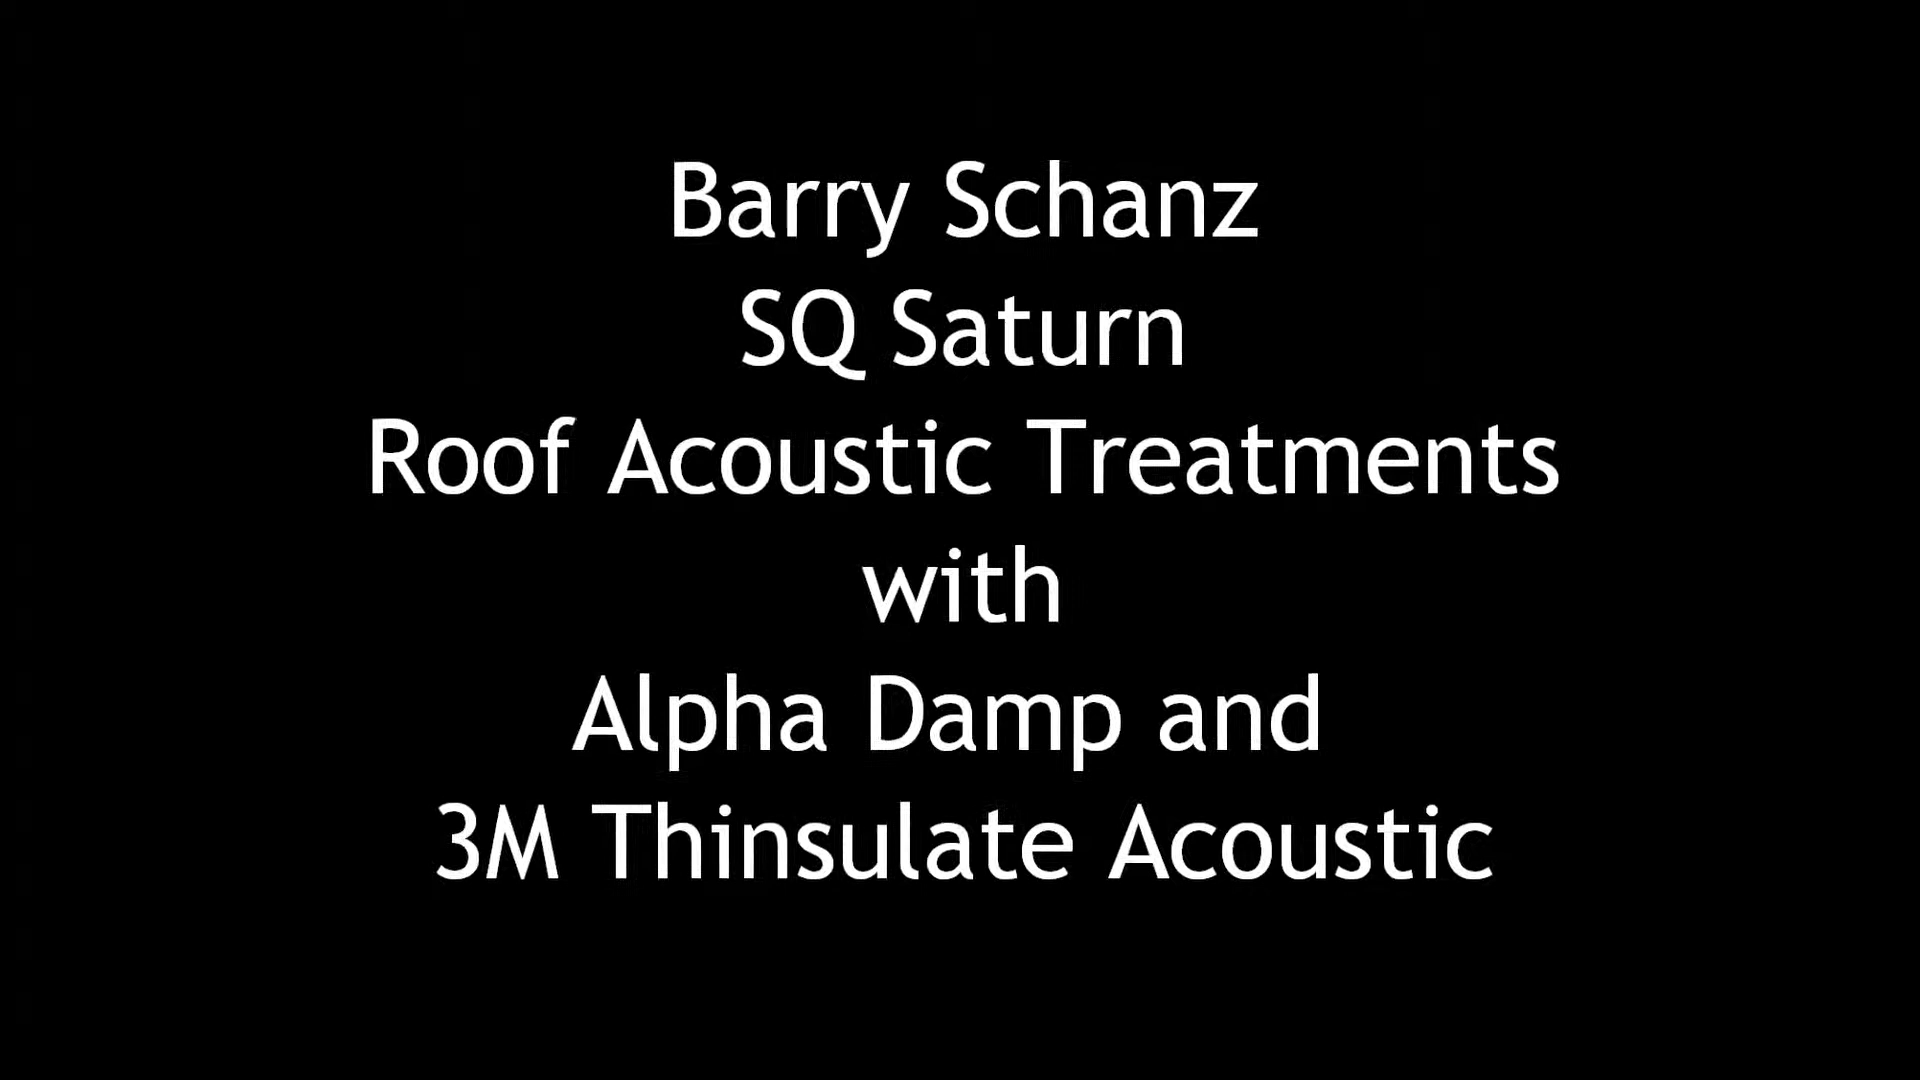 Barry Schanz
SQ Saturn
Roof Acoustic Treatments
with
Alpha Damp and
3M Thinsulate Acoustic